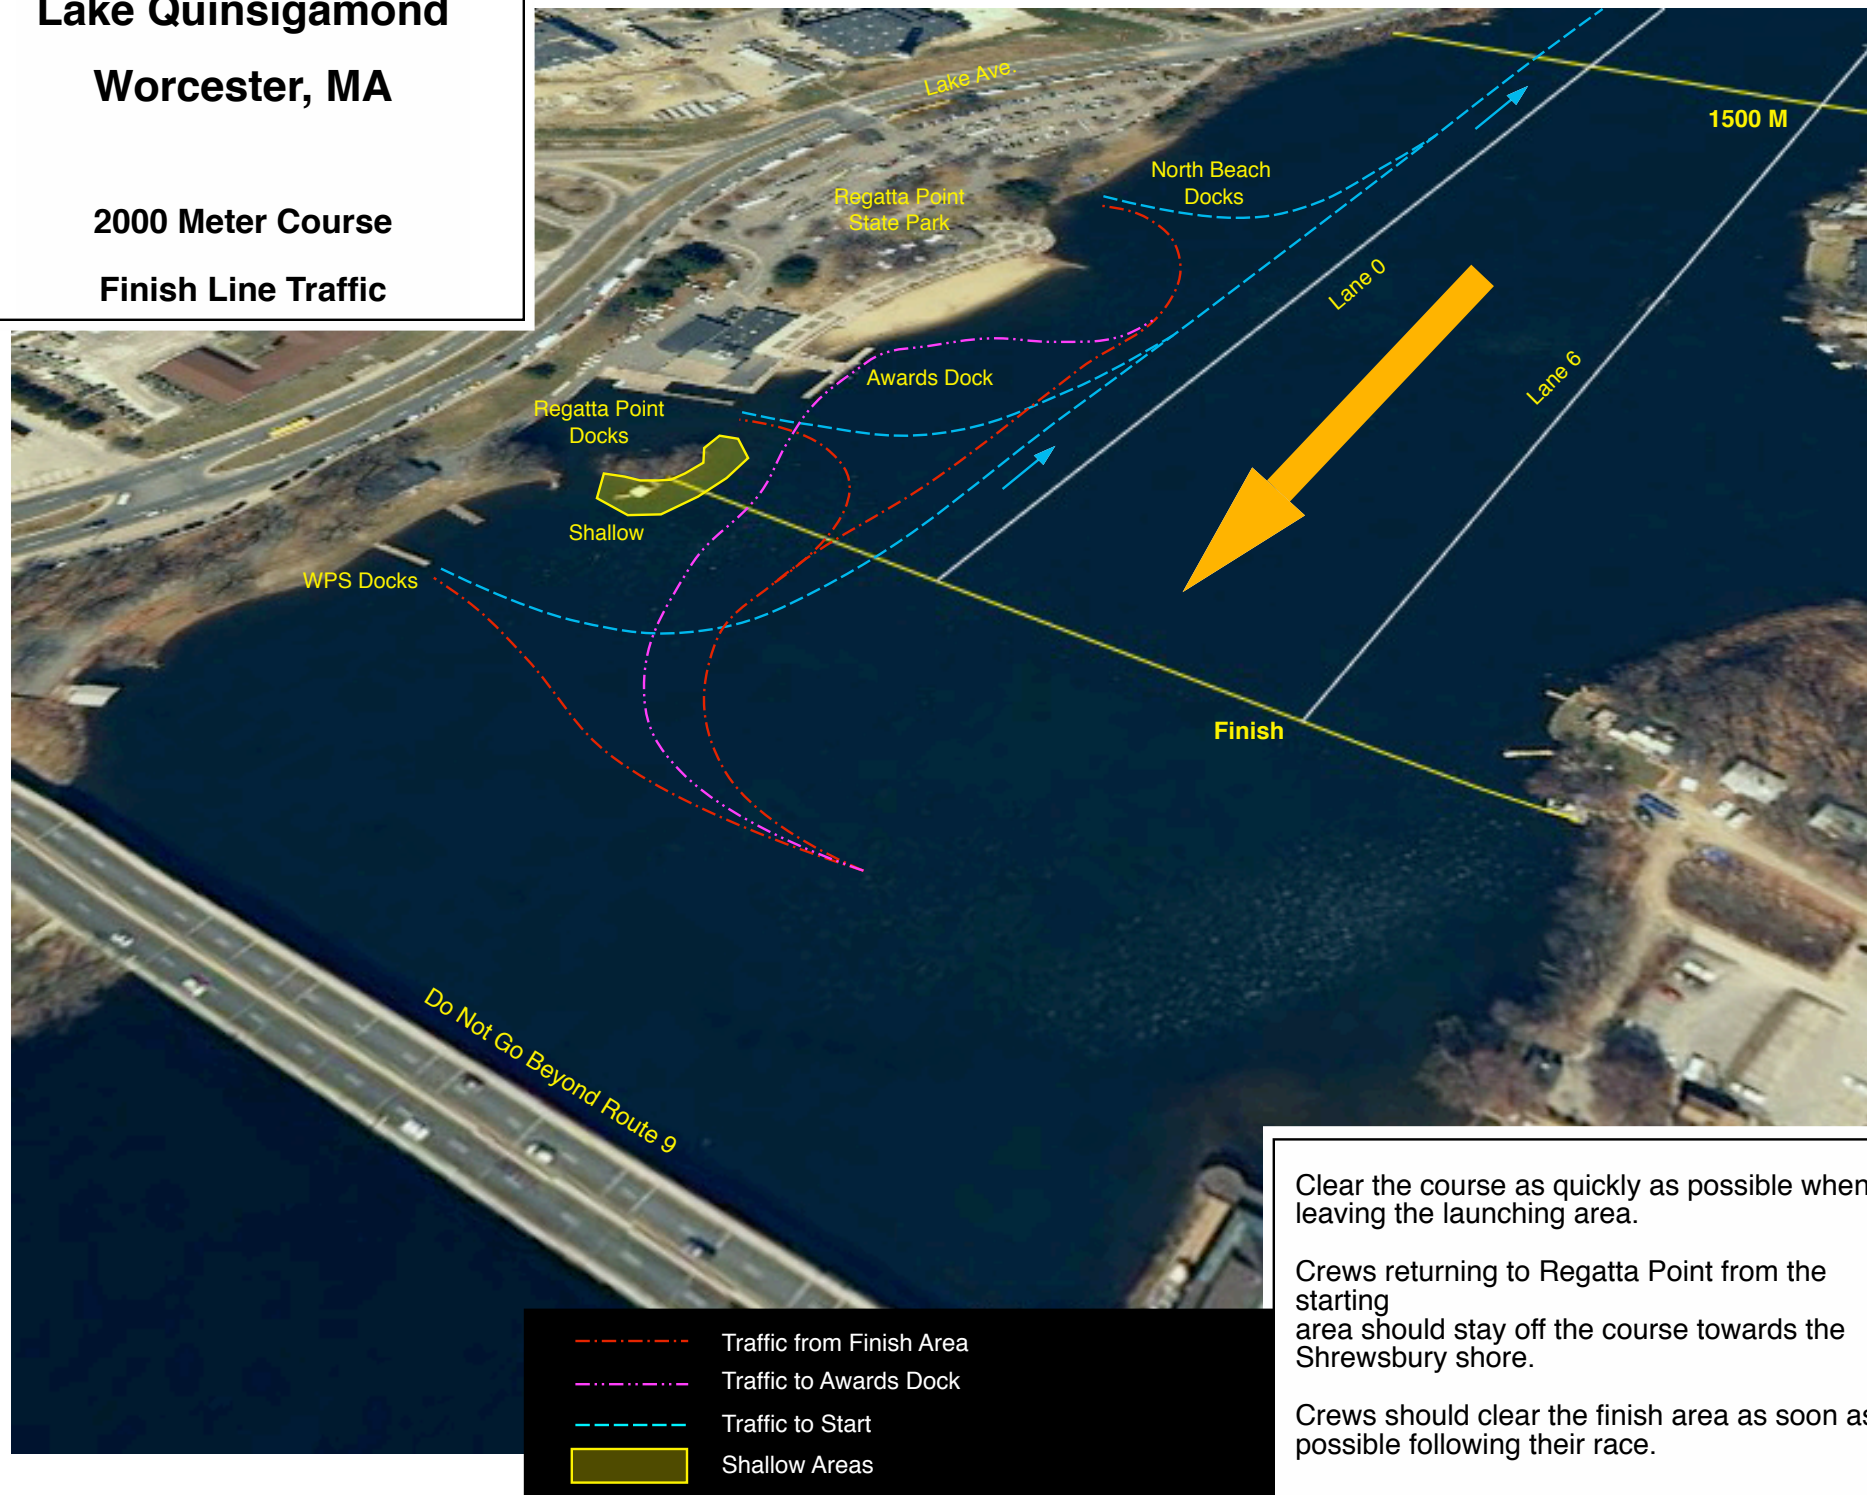 Lake Quinsigamond
Worcester, MA
2000 Meter Course
Finish Line Traffic
Lake Ave.
1500 M
North Beach
Docks
Regatta Point
State Park
Lane 0
Lane 6
Awards Dock
Regatta Point
Docks
Shallow
WPS Docks
Finish
Do Not Go Beyond Route 9
Clear the course as quickly as possible when
leaving the launching area.
Crews returning to Regatta Point from the
starting
area should stay off the course towards the
Shrewsbury shore.
Crews should clear the finish area as soon as
possible following their race.
Traffic from Finish Area
Traffic to Awards Dock
Traffic to Start
Shallow Areas